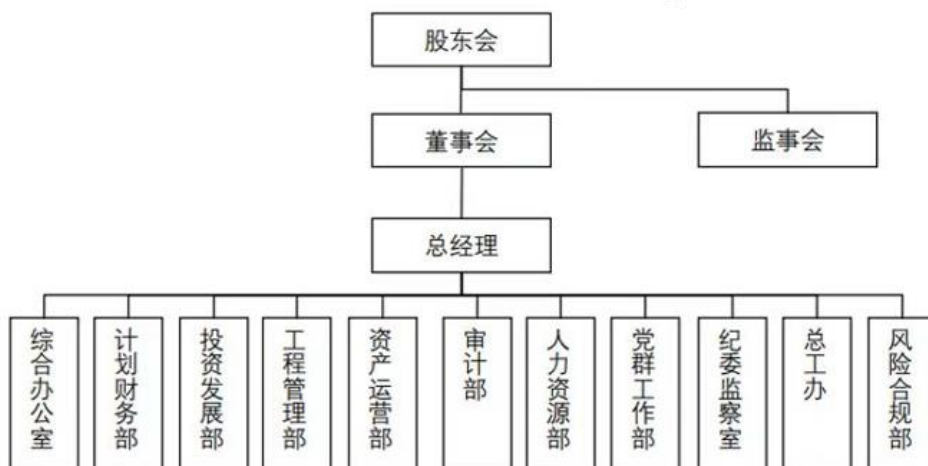 股东会
董事会
监事会
总经理
综合办公室
计划财务部
投资发展部
工程管理部
资产运营部
审计部
人力资源部
党群工作部
纪委监察室
总工办
风险合规部